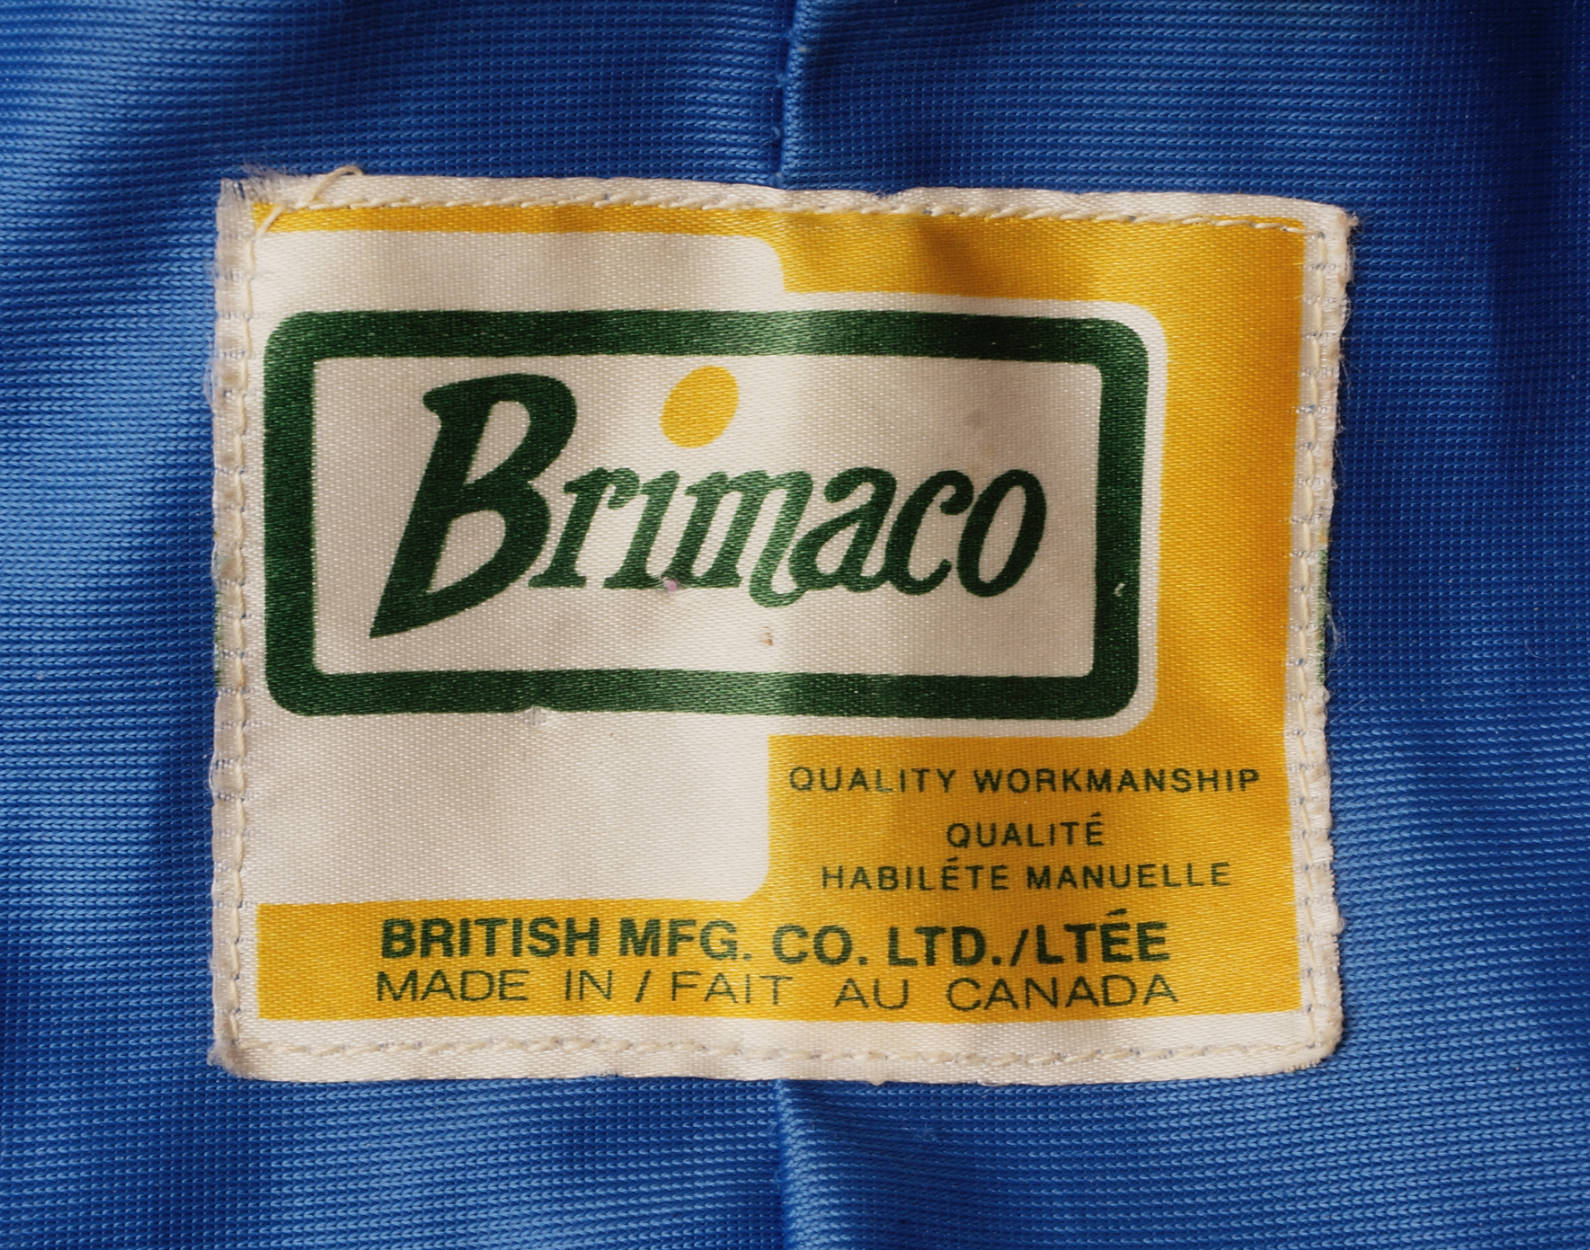 Brimaco
QUALITY WORKMANSHIP
QUALITÉ
HABILÉTE MANUELLE
BRITISH MFG. CO. LTD./LTÉE
MADE IN / FAIT AU CANADA